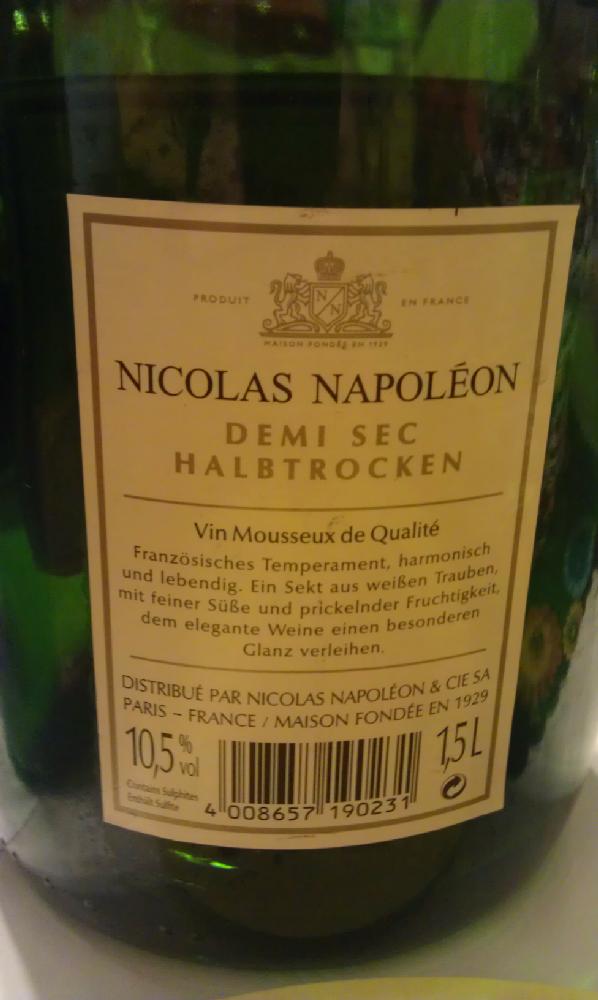 PRODUIT EN FRANCE
N N
MAISON FONDÉE EN 1929
NICOLAS NAPOLÉON
DEMI SEC
HALBTROCKEN
Vin Mousseux de Qualité
Französisches Temperament, harmonisch
und lebendig. Ein Sekt aus weißen Trauben,
mit feiner Süße und prickelnder Fruchtigkeit,
dem elegante Weine einen besonderen
Glanz verleihen.
DISTRIBUÉ PAR NICOLAS NAPOLÉON & CIE SA
PARIS – FRANCE / MAISON FONDÉE EN 1929
10,5 % vol
1,5 L
Contains Sulphites
Enthält Sulfite
4 008657 190231